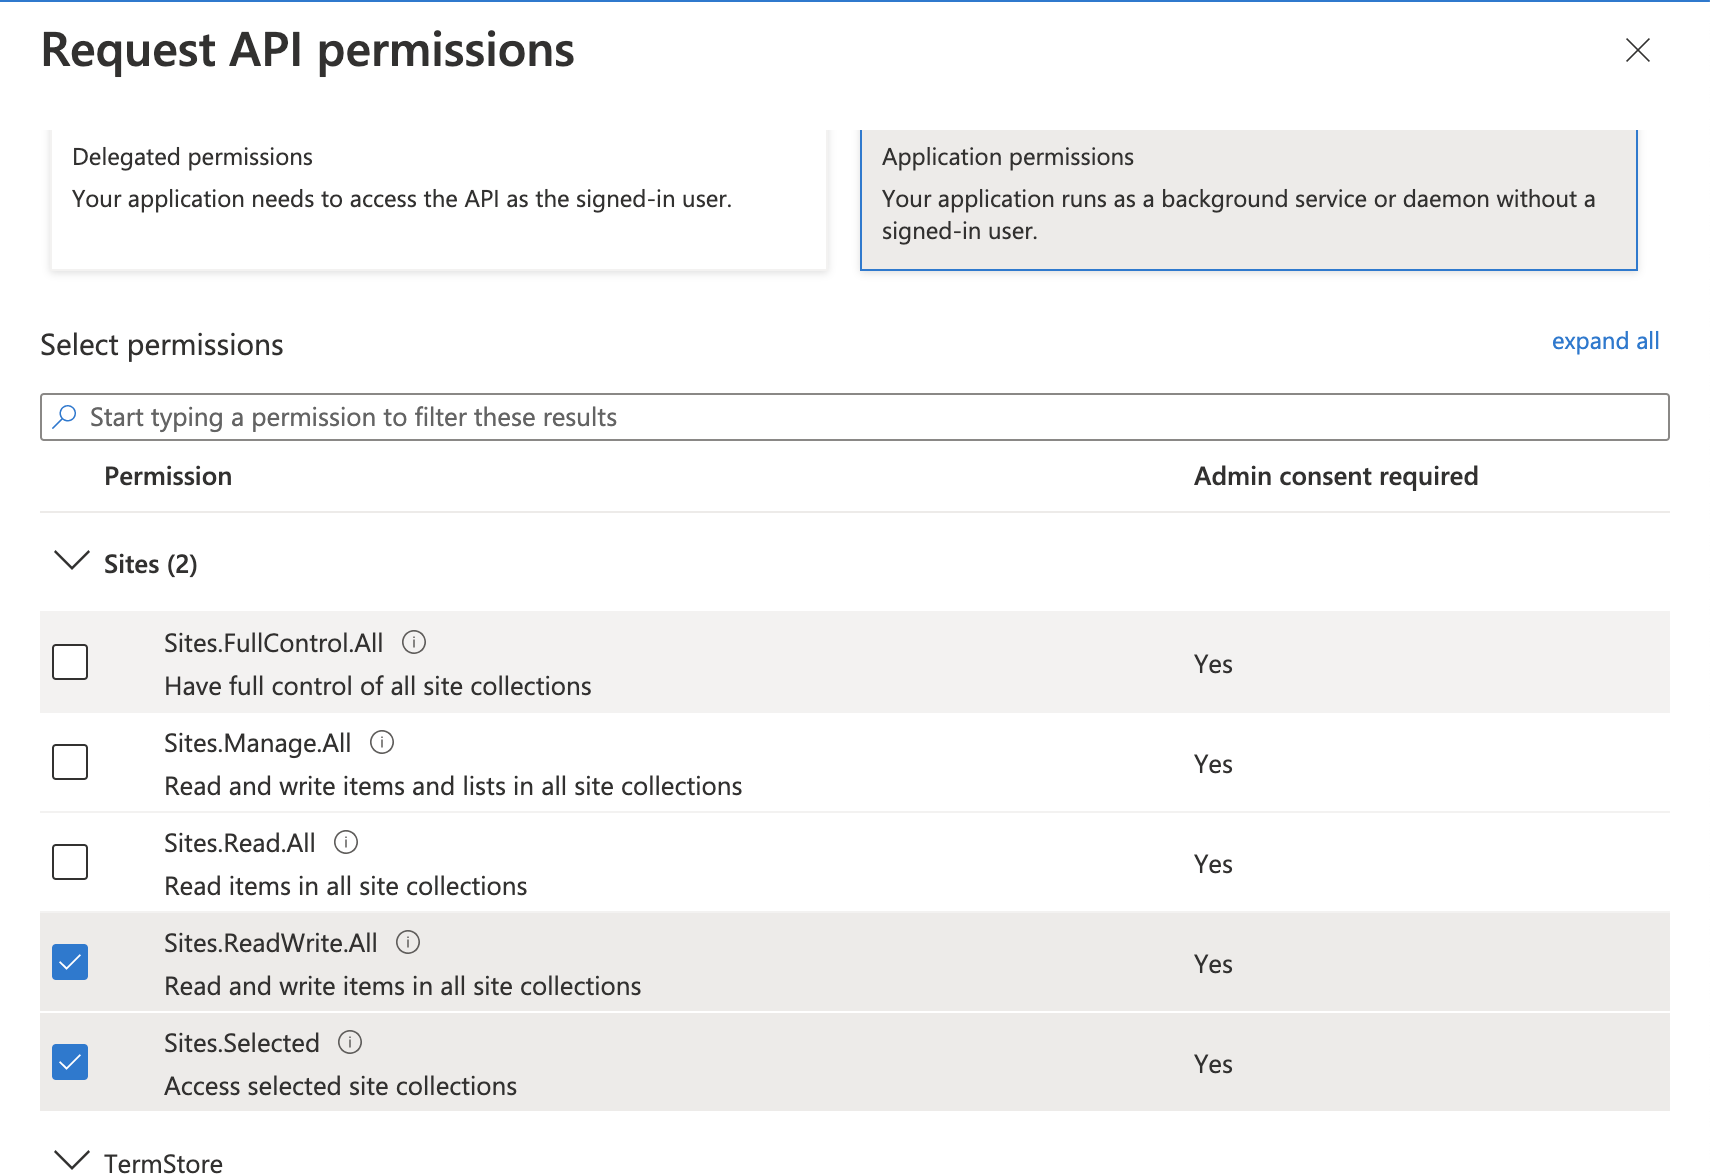 Request API permissions
Delegated permissions
Your application needs to access the API as the signed-in user.
Application permissions
Your application runs as a background service or daemon without a
signed-in user.
Select permissions
expand all
Start typing a permission to filter these results
Permission
Admin consent required
Sites (2)
Sites.FullControl.All
Have full control of all site collections
Yes
Sites.Manage.All
Read and write items and lists in all site collections
Yes
Sites.Read.All
Read items in all site collections
Yes
Sites.ReadWrite.All
Read and write items in all site collections
Yes
Sites.Selected
Access selected site collections
Yes
TermStore